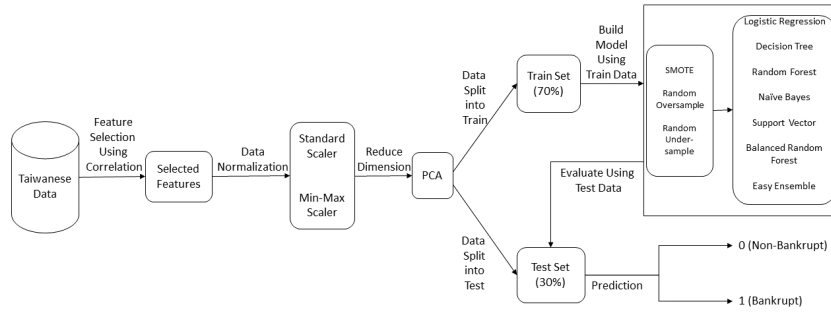 Taiwanese
Data
Feature
Selection
Using
Correlation
Selected
Features
Data
Normalization
Standard
Scaler
Min-Max
Scaler
Reduce
Dimension
PCA
Data
Split
into
Train
Train Set
(70%)
Build
Model
Using
Train Data
SMOTE
Random
Oversample
Random
Under-
sample
Logistic Regression
Decision Tree
Random Forest
Naïve Bayes
Support Vector
Balanced Random
Forest
Easy Ensemble
Evaluate Using
Test Data
Data
Split
into
Test
Test Set
(30%)
Prediction
0 (Non-Bankrupt)
1 (Bankrupt)